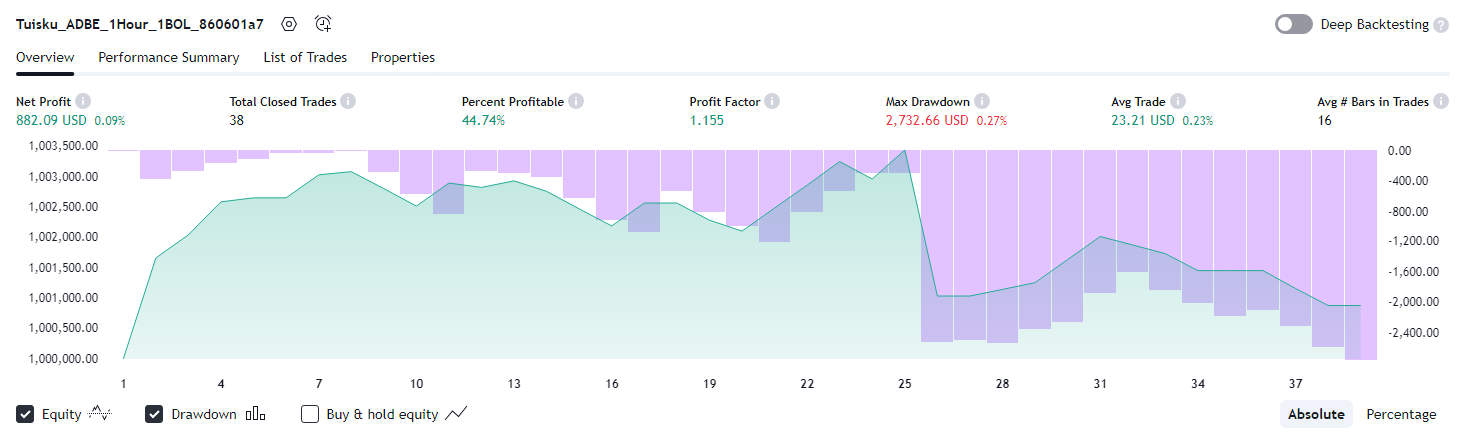 Tuisku_ADBE_1Hour_1BOL_860601a7 Deep Backtesting ?
Overview Performance Summary List of Trades Properties
Net Profit Total Closed Trades Percent Profitable Profit Factor Max Drawdown Avg Trade Avg # Bars in Trades
882.09 USD 0.09% 38 44.74% 1.155 2,732.66 USD 0.27% 23.21 USD 0.23% 16
1,003,500.00 0.00
1,003,000.00 -400.00
1,002,500.00 -800.00
1,002,000.00 -1,200.00
1,001,500.00 -1,600.00
1,001,000.00 -2,000.00
1,000,500.00 -2,400.00
1,000,000.00
1 4 7 10 13 16 19 22 25 28 31 34 37
Equity Drawdown Buy & hold equity Absolute Percentage